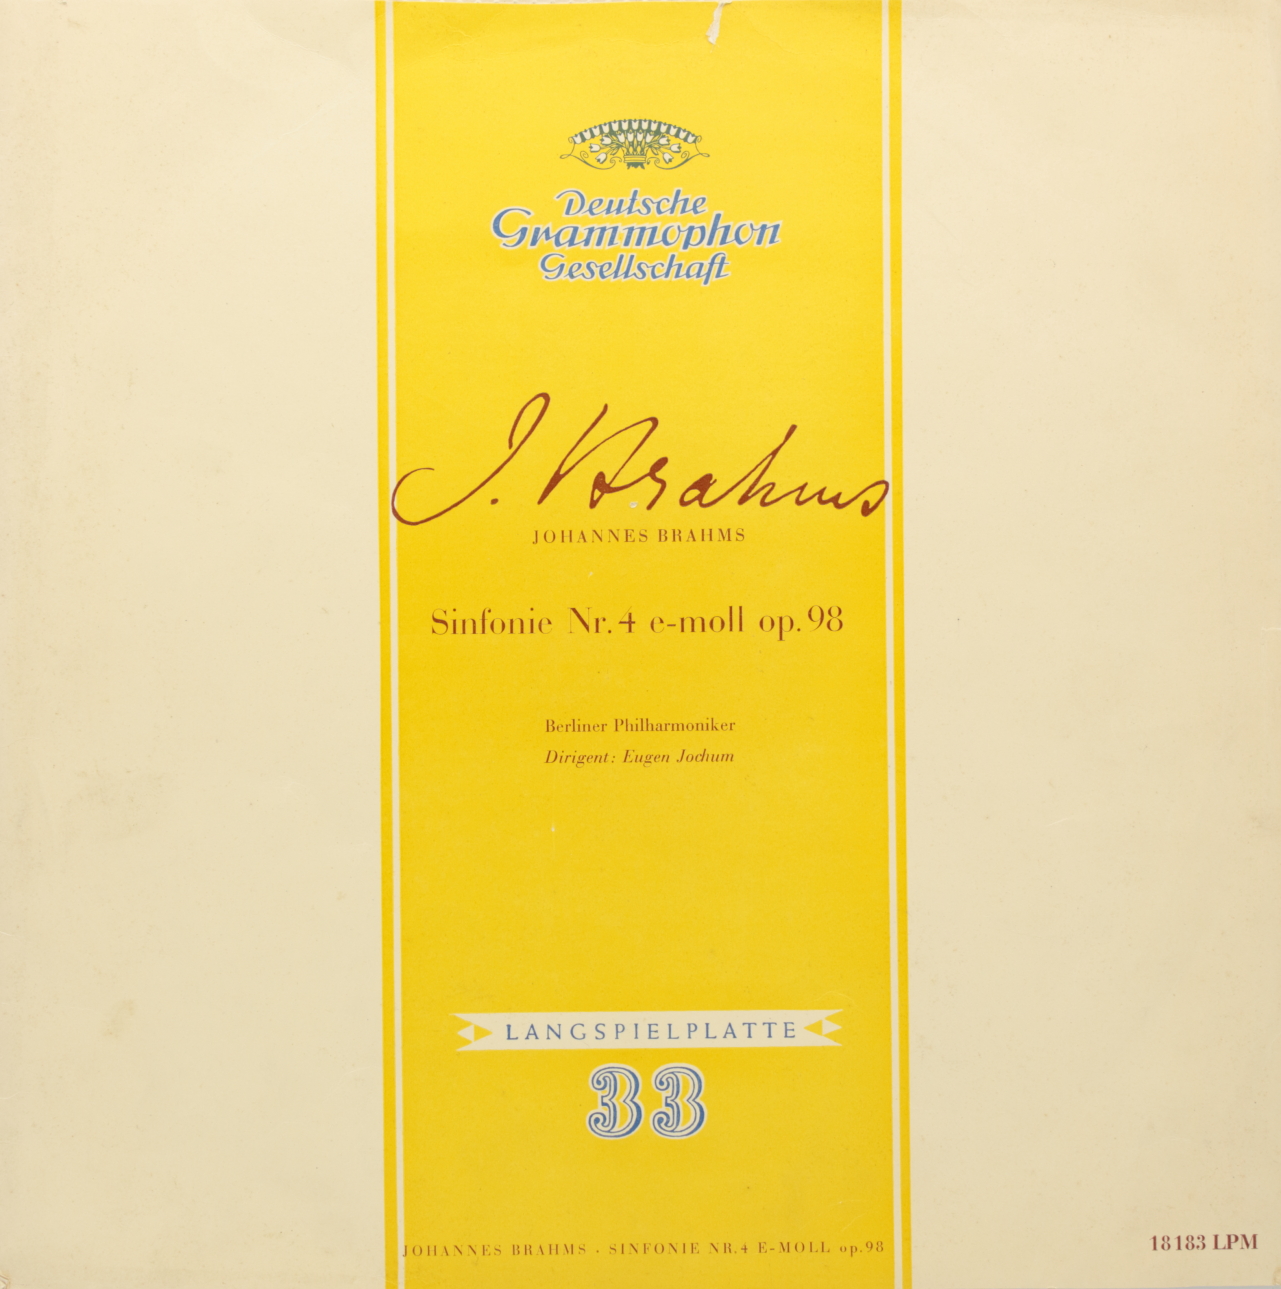 Deutsche
Grammophon
Gesellschaft
J. Brahms
JOHANNES BRAHMS
Sinfonie Nr. 4 e-moll op. 98
Berliner Philharmoniker
Dirigent: Eugen Jochum
LANGSPIELPLATTE
33
JOHANNES BRAHMS · SINFONIE NR. 4 E-MOLL op. 98
18183 LPM